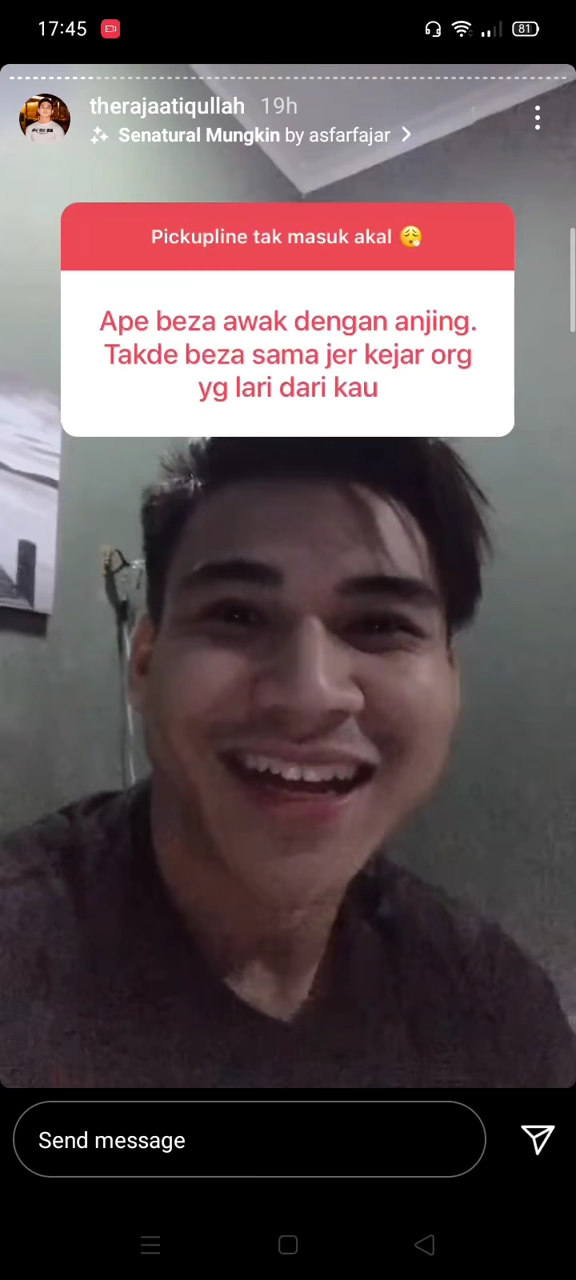 17:45
81
therajaatiqullah 19h
Senatural Mungkin by asfarfajar
Pickupline tak masuk akal 😮‍💨
Ape beza awak dengan anjing.
Takde beza sama jer kejar org
yg lari dari kau
Send message